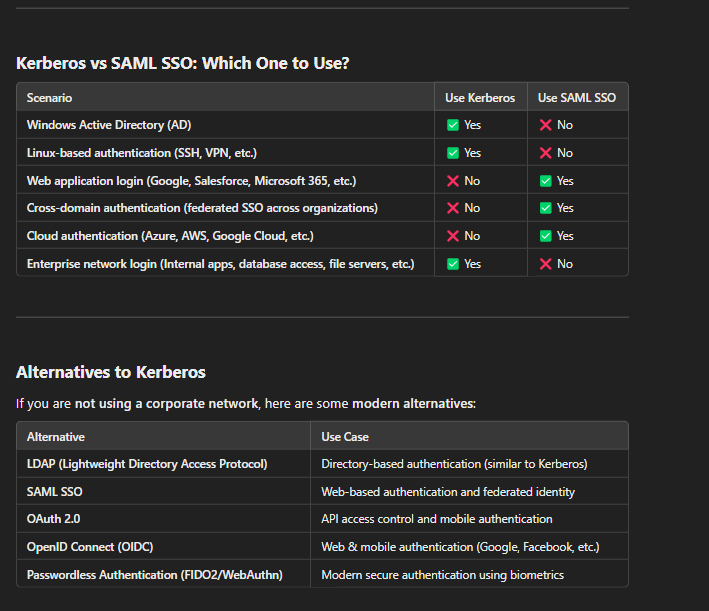 Kerberos vs SAML SSO: Which One to Use?
Scenario Use Kerberos Use SAML SSO
Windows Active Directory (AD) ✅ Yes ❌ No
Linux-based authentication (SSH, VPN, etc.) ✅ Yes ❌ No
Web application login (Google, Salesforce, Microsoft 365, etc.) ❌ No ✅ Yes
Cross-domain authentication (federated SSO across organizations) ❌ No ✅ Yes
Cloud authentication (Azure, AWS, Google Cloud, etc.) ❌ No ✅ Yes
Enterprise network login (Internal apps, database access, file servers, etc.) ✅ Yes ❌ No
Alternatives to Kerberos
If you are not using a corporate network, here are some modern alternatives:
Alternative Use Case
LDAP (Lightweight Directory Access Protocol) Directory-based authentication (similar to Kerberos)
SAML SSO Web-based authentication and federated identity
OAuth 2.0 API access control and mobile authentication
OpenID Connect (OIDC) Web & mobile authentication (Google, Facebook, etc.)
Passwordless Authentication (FIDO2/WebAuthn) Modern secure authentication using biometrics